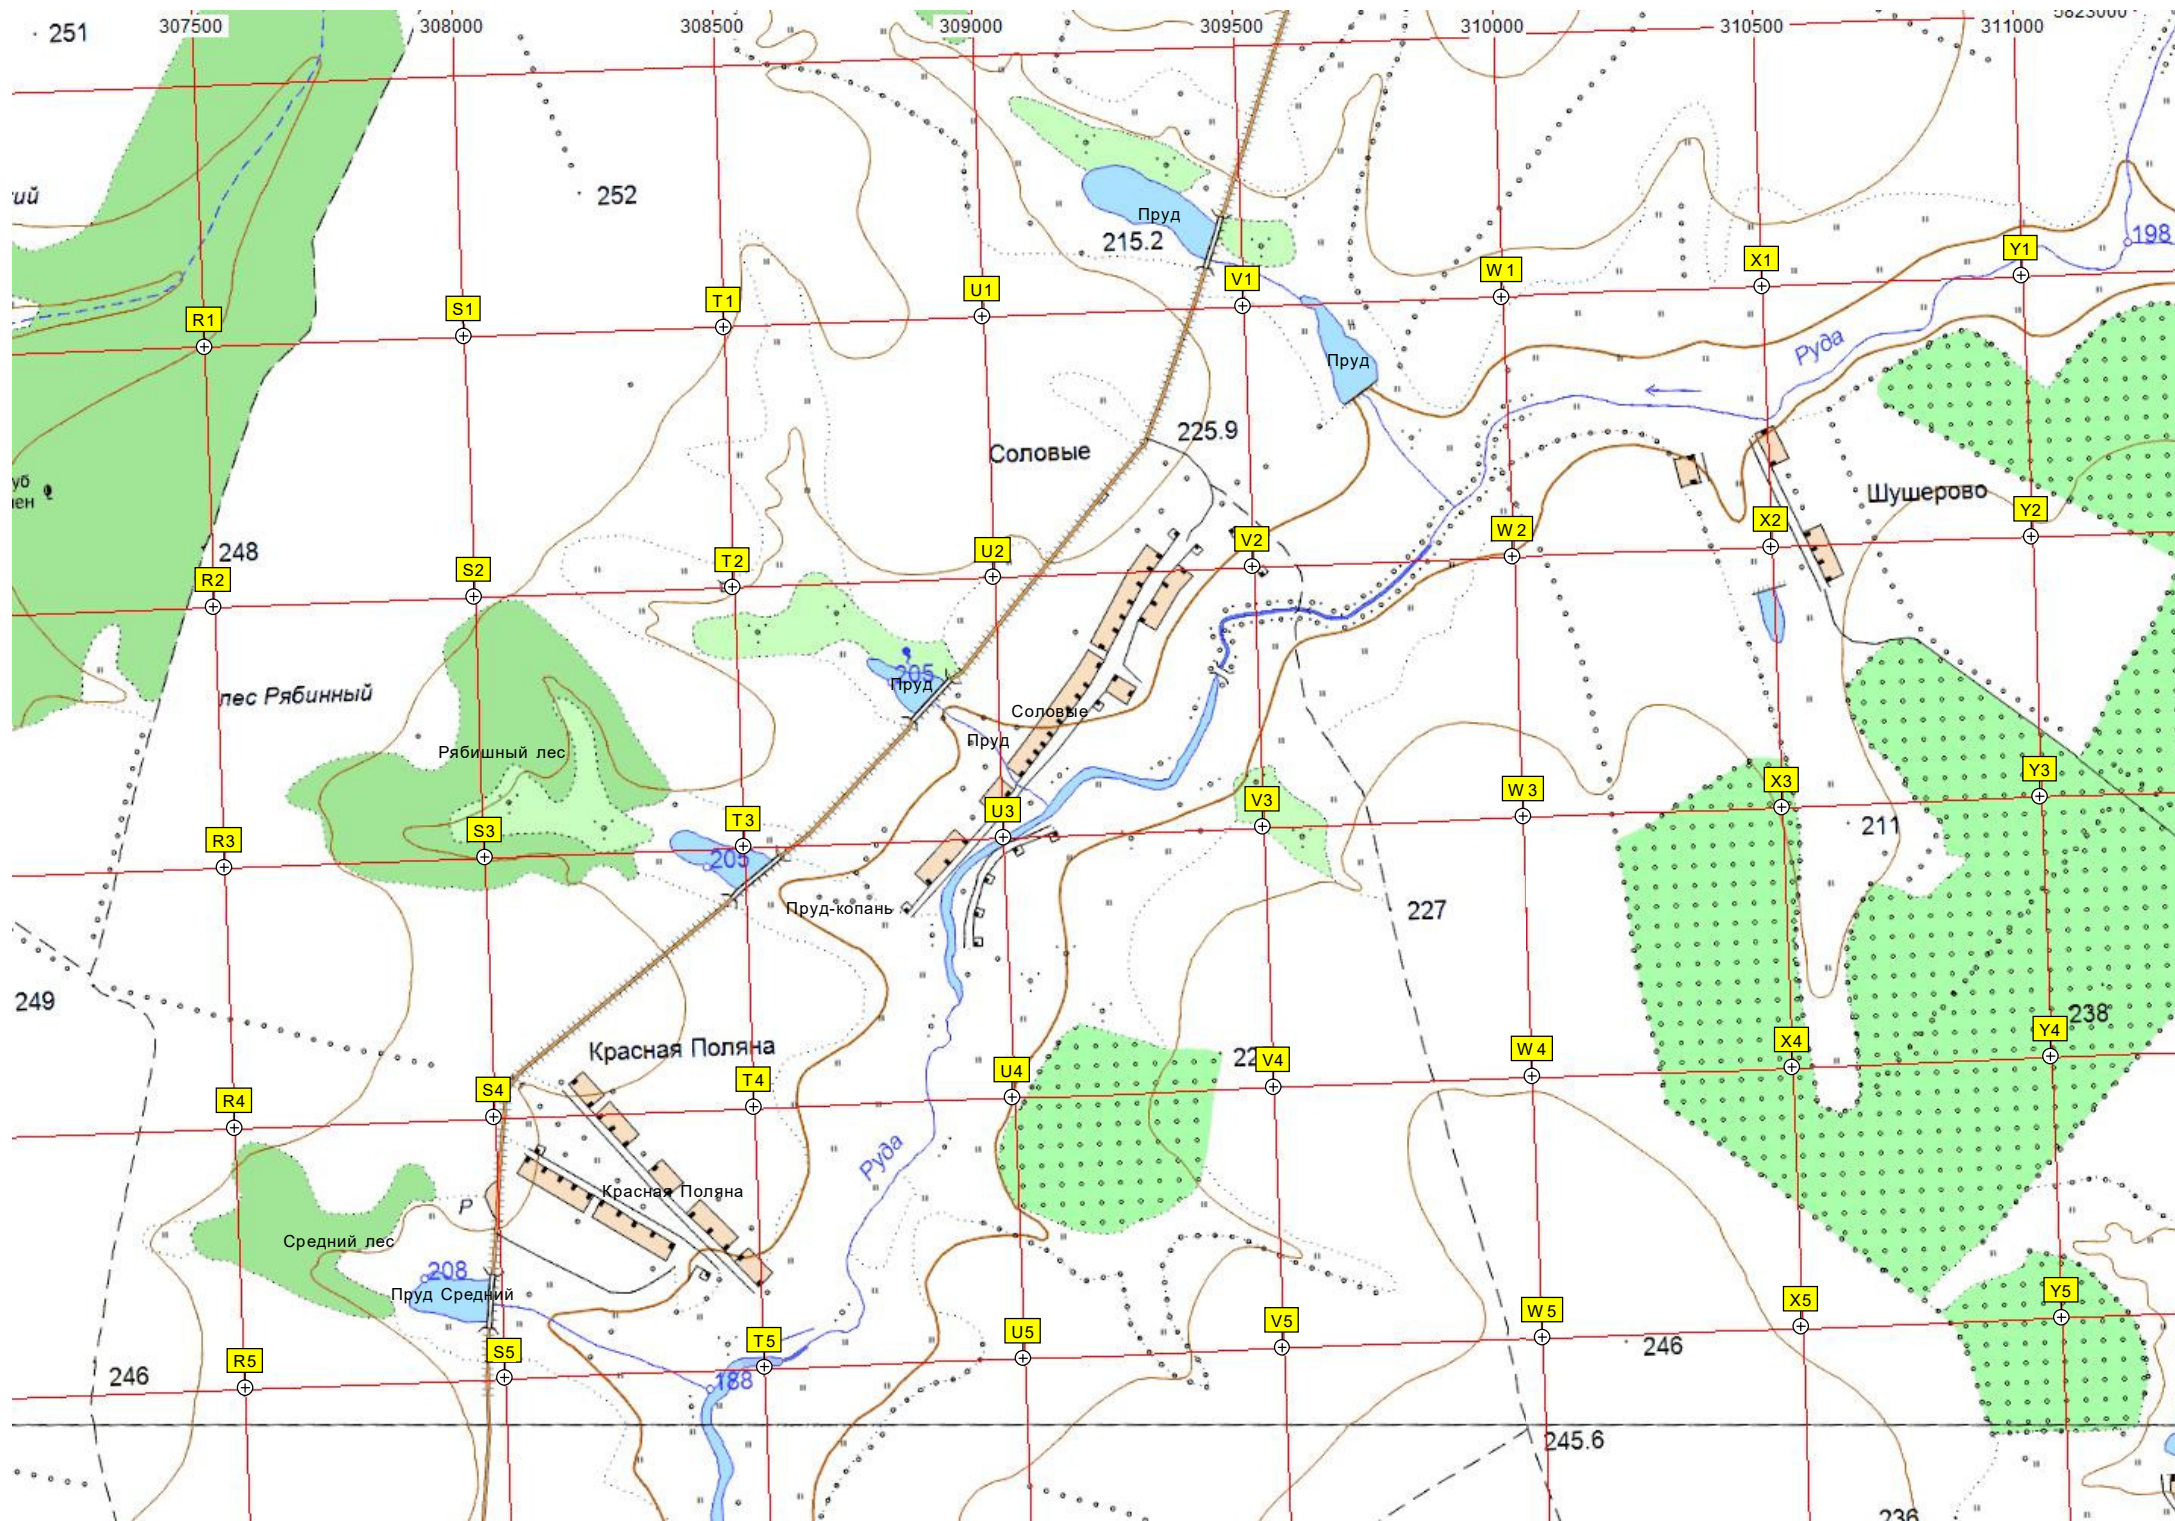 307500 308000 308500 309000 309500 310000 310500 311000
251
252
Пруд
215.2
198
R1 S1 T1 U1 V1 W1 X1 Y1
Руда
Пруд
225.9
Соловые
Шушерово
248
R2 S2 T2 U2 V2 W2 X2 Y2
205
Пруд
лес Рябинный
Соловые
Пруд
Рябишный лес
R3 S3 T3 U3 V3 W3 X3 Y3
211
205
Пруд-копань
227
249
238
Красная Поляна
R4 S4 T4 U4 V4 W4 X4 Y4
Руда
Красная Поляна
Р
Средний лес
208
Пруд Средний
R5 S5 T5 U5 V5 W5 X5 Y5
246
246
188
245.6
236